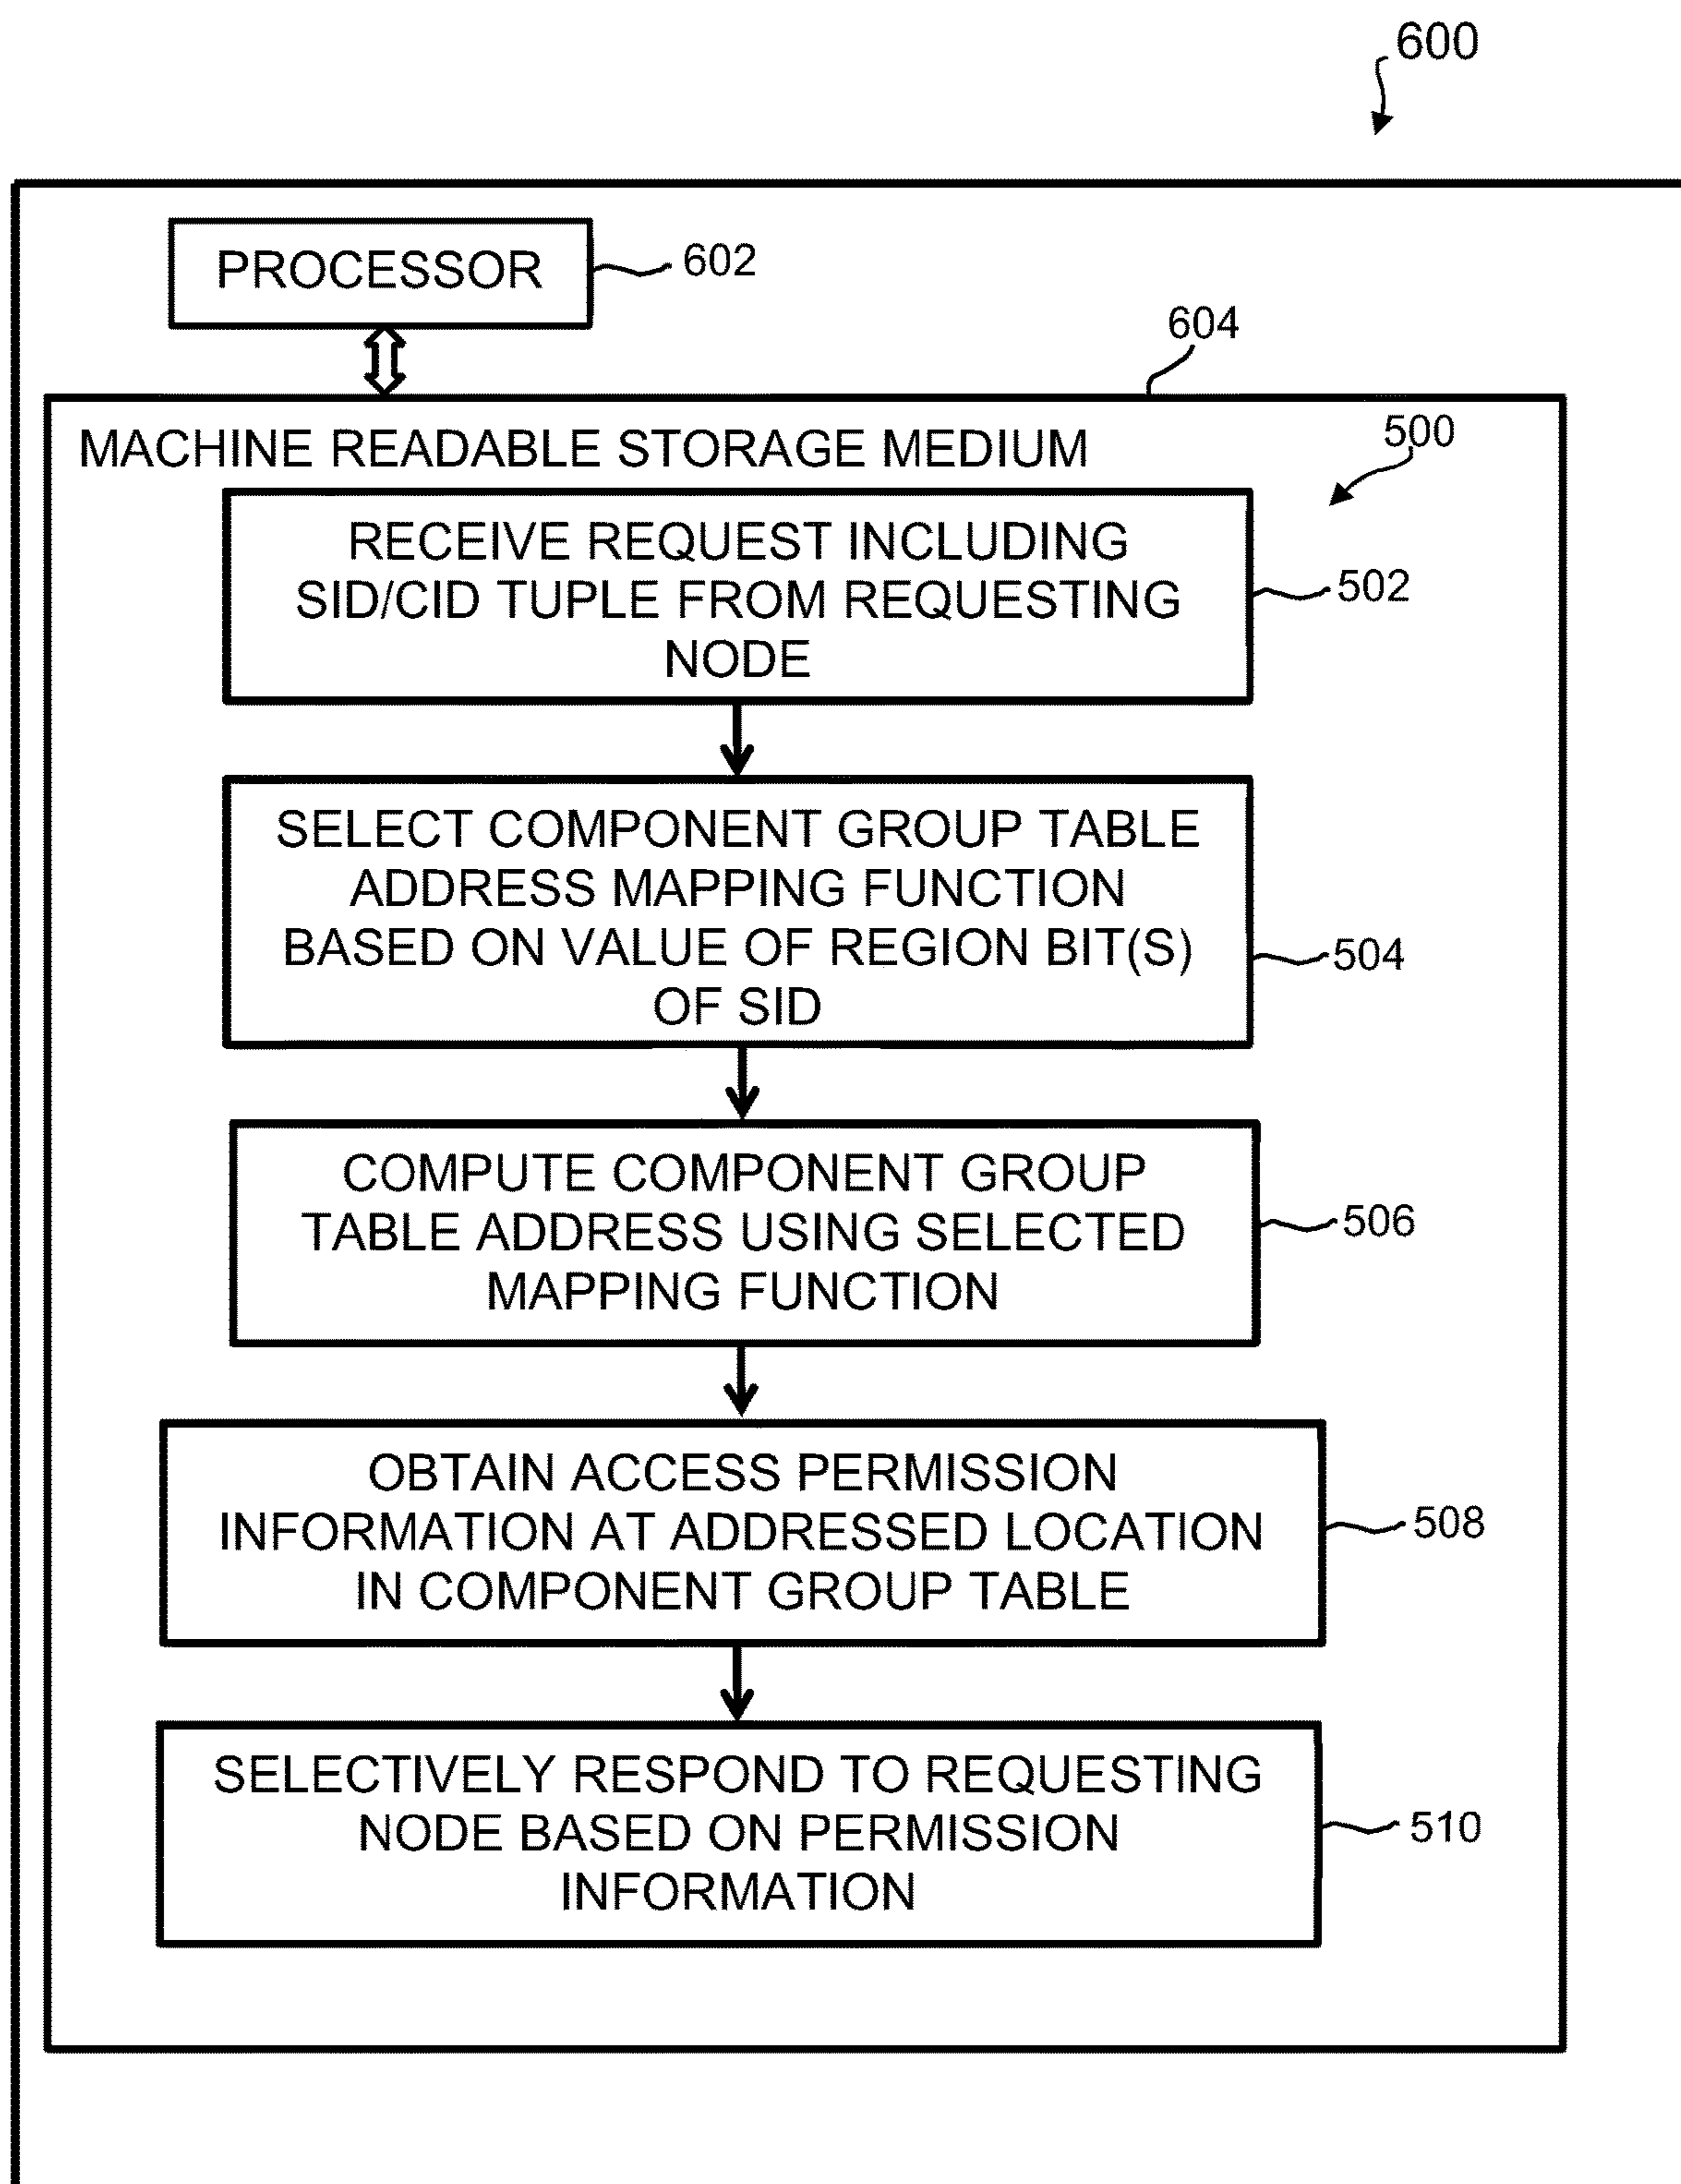 600
PROCESSOR
602
604
MACHINE READABLE STORAGE MEDIUM
500
RECEIVE REQUEST INCLUDING
SID/CID TUPLE FROM REQUESTING
NODE
502
SELECT COMPONENT GROUP TABLE
ADDRESS MAPPING FUNCTION
BASED ON VALUE OF REGION BIT(S)
OF SID
504
COMPUTE COMPONENT GROUP
TABLE ADDRESS USING SELECTED
MAPPING FUNCTION
506
OBTAIN ACCESS PERMISSION
INFORMATION AT ADDRESSED LOCATION
IN COMPONENT GROUP TABLE
508
SELECTIVELY RESPOND TO REQUESTING
NODE BASED ON PERMISSION
INFORMATION
510